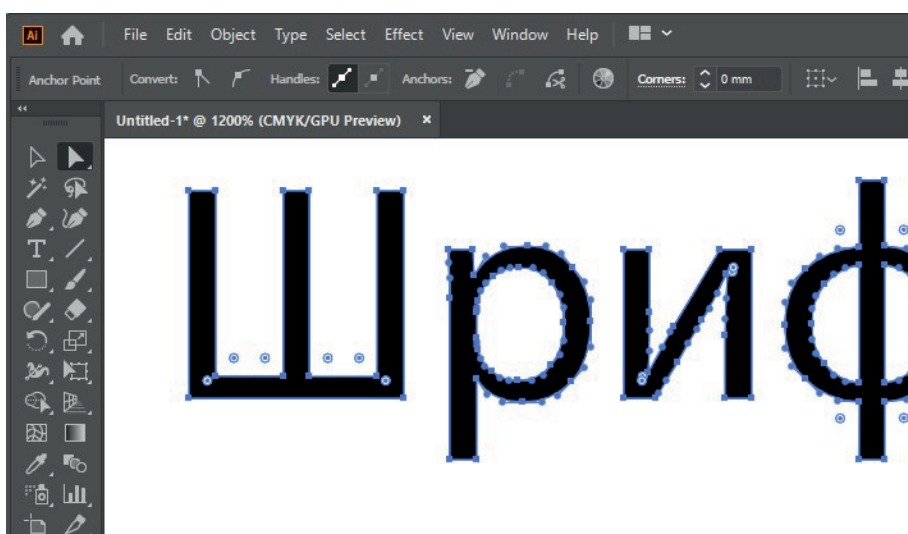 Ai File Edit Object Type Select Effect View Window Help
Anchor Point Convert: Handles: Anchors: Corners: 0 mm
Untitled-1* @ 1200% (CMYK/GPU Preview) ×
Шриф